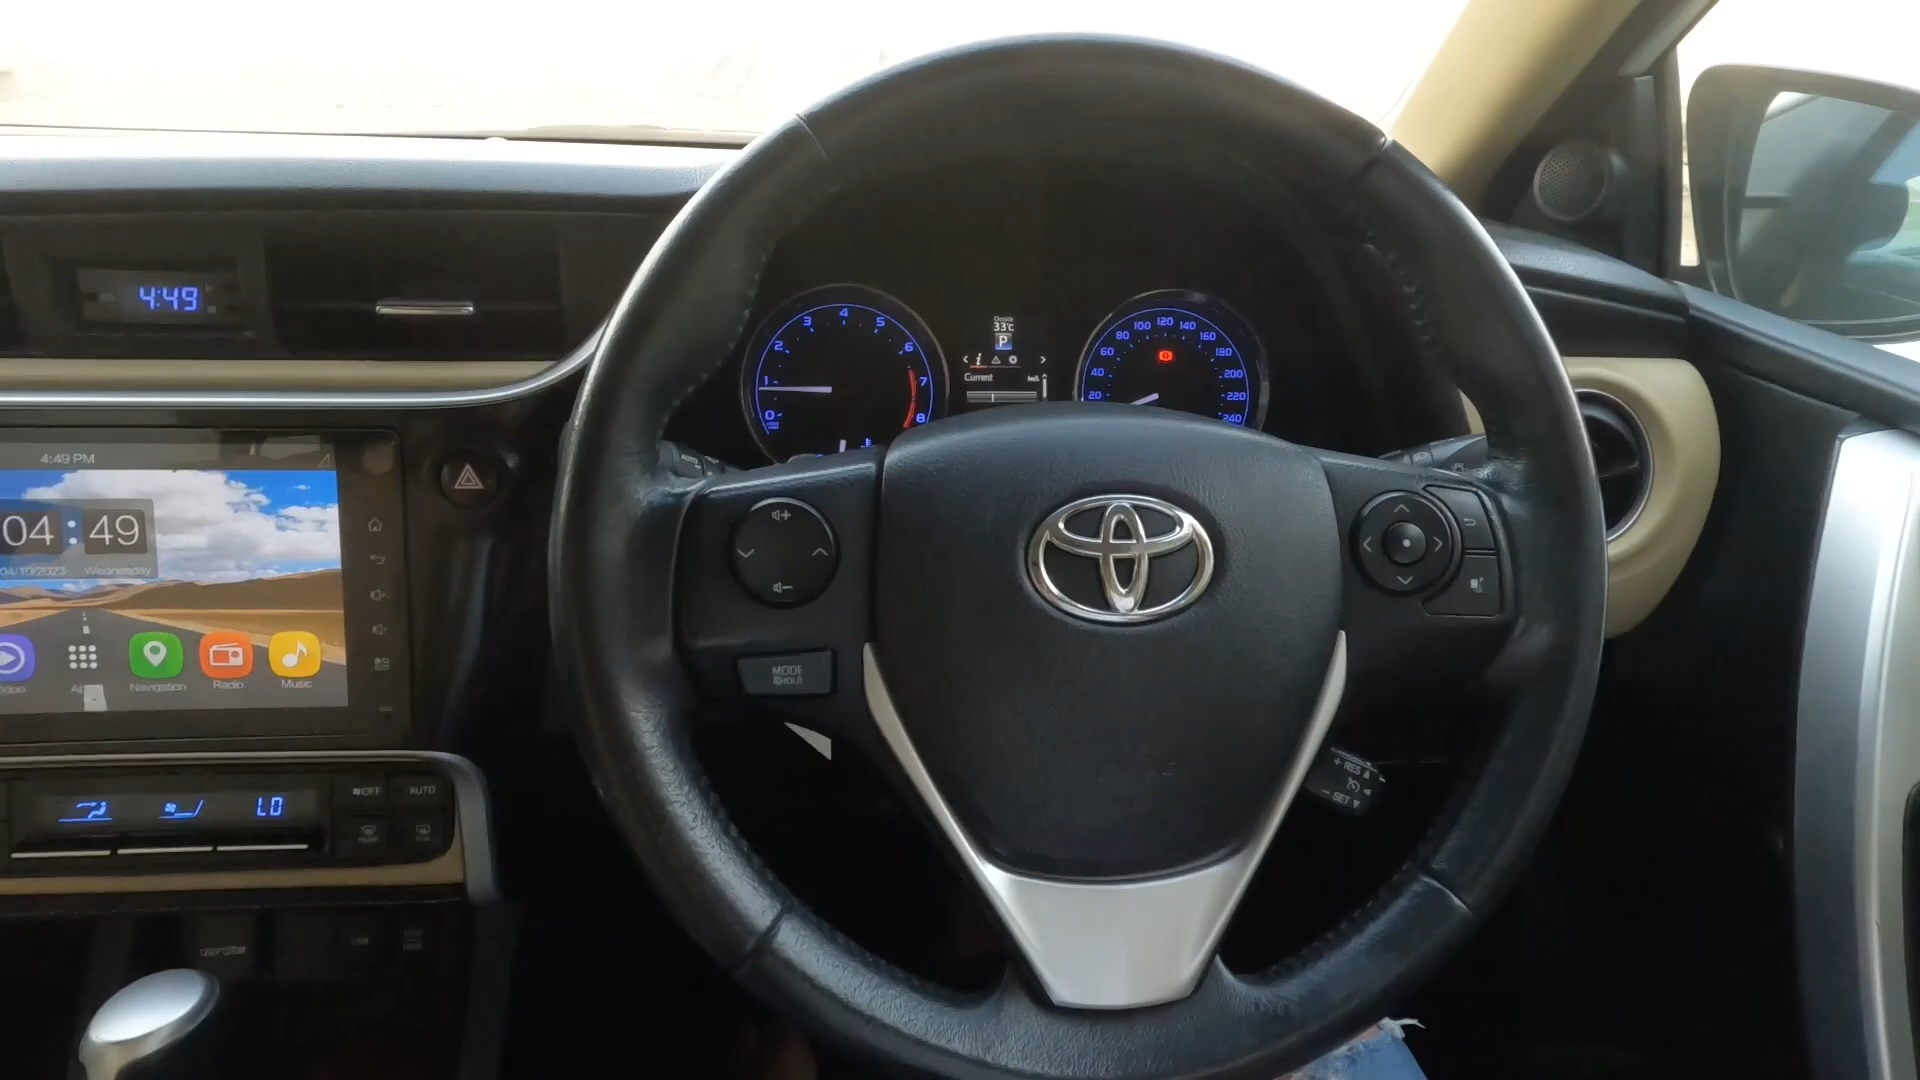 4:49
4:49 PM
04:49
04/10/2023 Wednesday
Navigation Radio Music
LO
OFF
AUTO
0 1 2 3 4 5 6 7 8
Outside
33°C
P
Current
20 40 60 80 100 120 140 160 180 200 220 240
AUTO
MODE
HOLD
+ RES
- SET